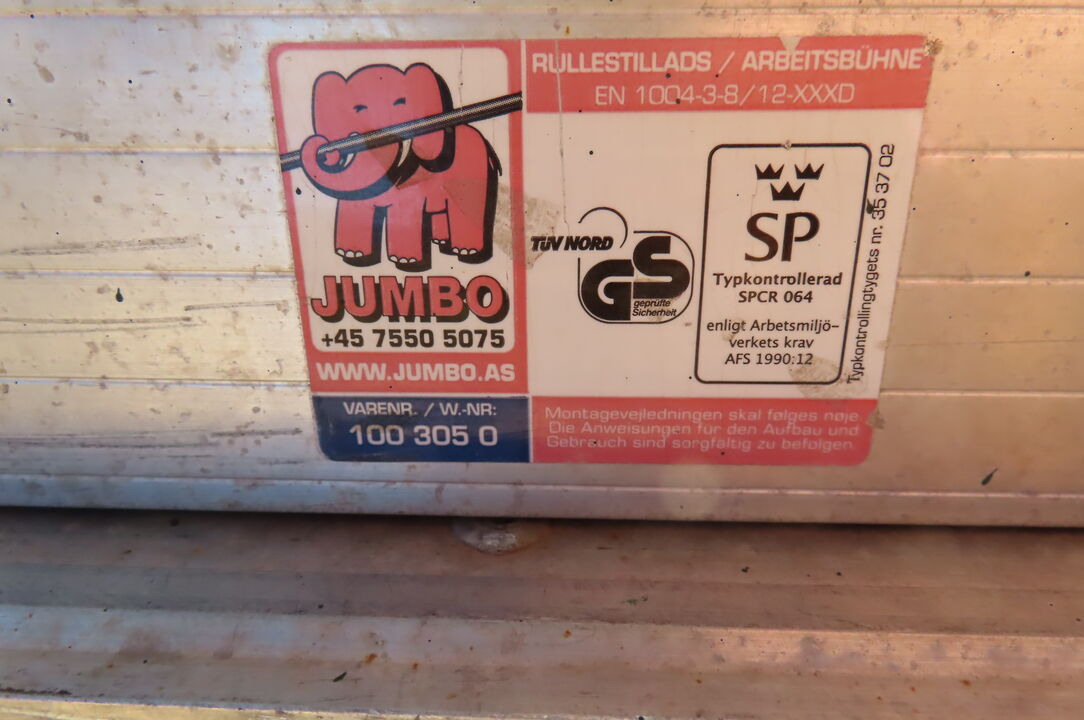 JUMBO
+45 7550 5075
WWW.JUMBO.AS
VARENR. / W.-NR:
100 305 0
RULLESTILLADS / ARBEITSBÜHNE
EN 1004-3-8/12-XXXD
TÜV NORD
GS
geprüfte
Sicherheit
SP
Typkontrollerad
SPCR 064
enligt Arbetsmiljö-
verkets krav
AFS 1990:12
Typkontrollingtygets nr. 35 37 02
Montagevejledningen skal følges nøje.
Die Anweisungen für den Aufbau und
Gebrauch sind sorgfältig zu befolgen.